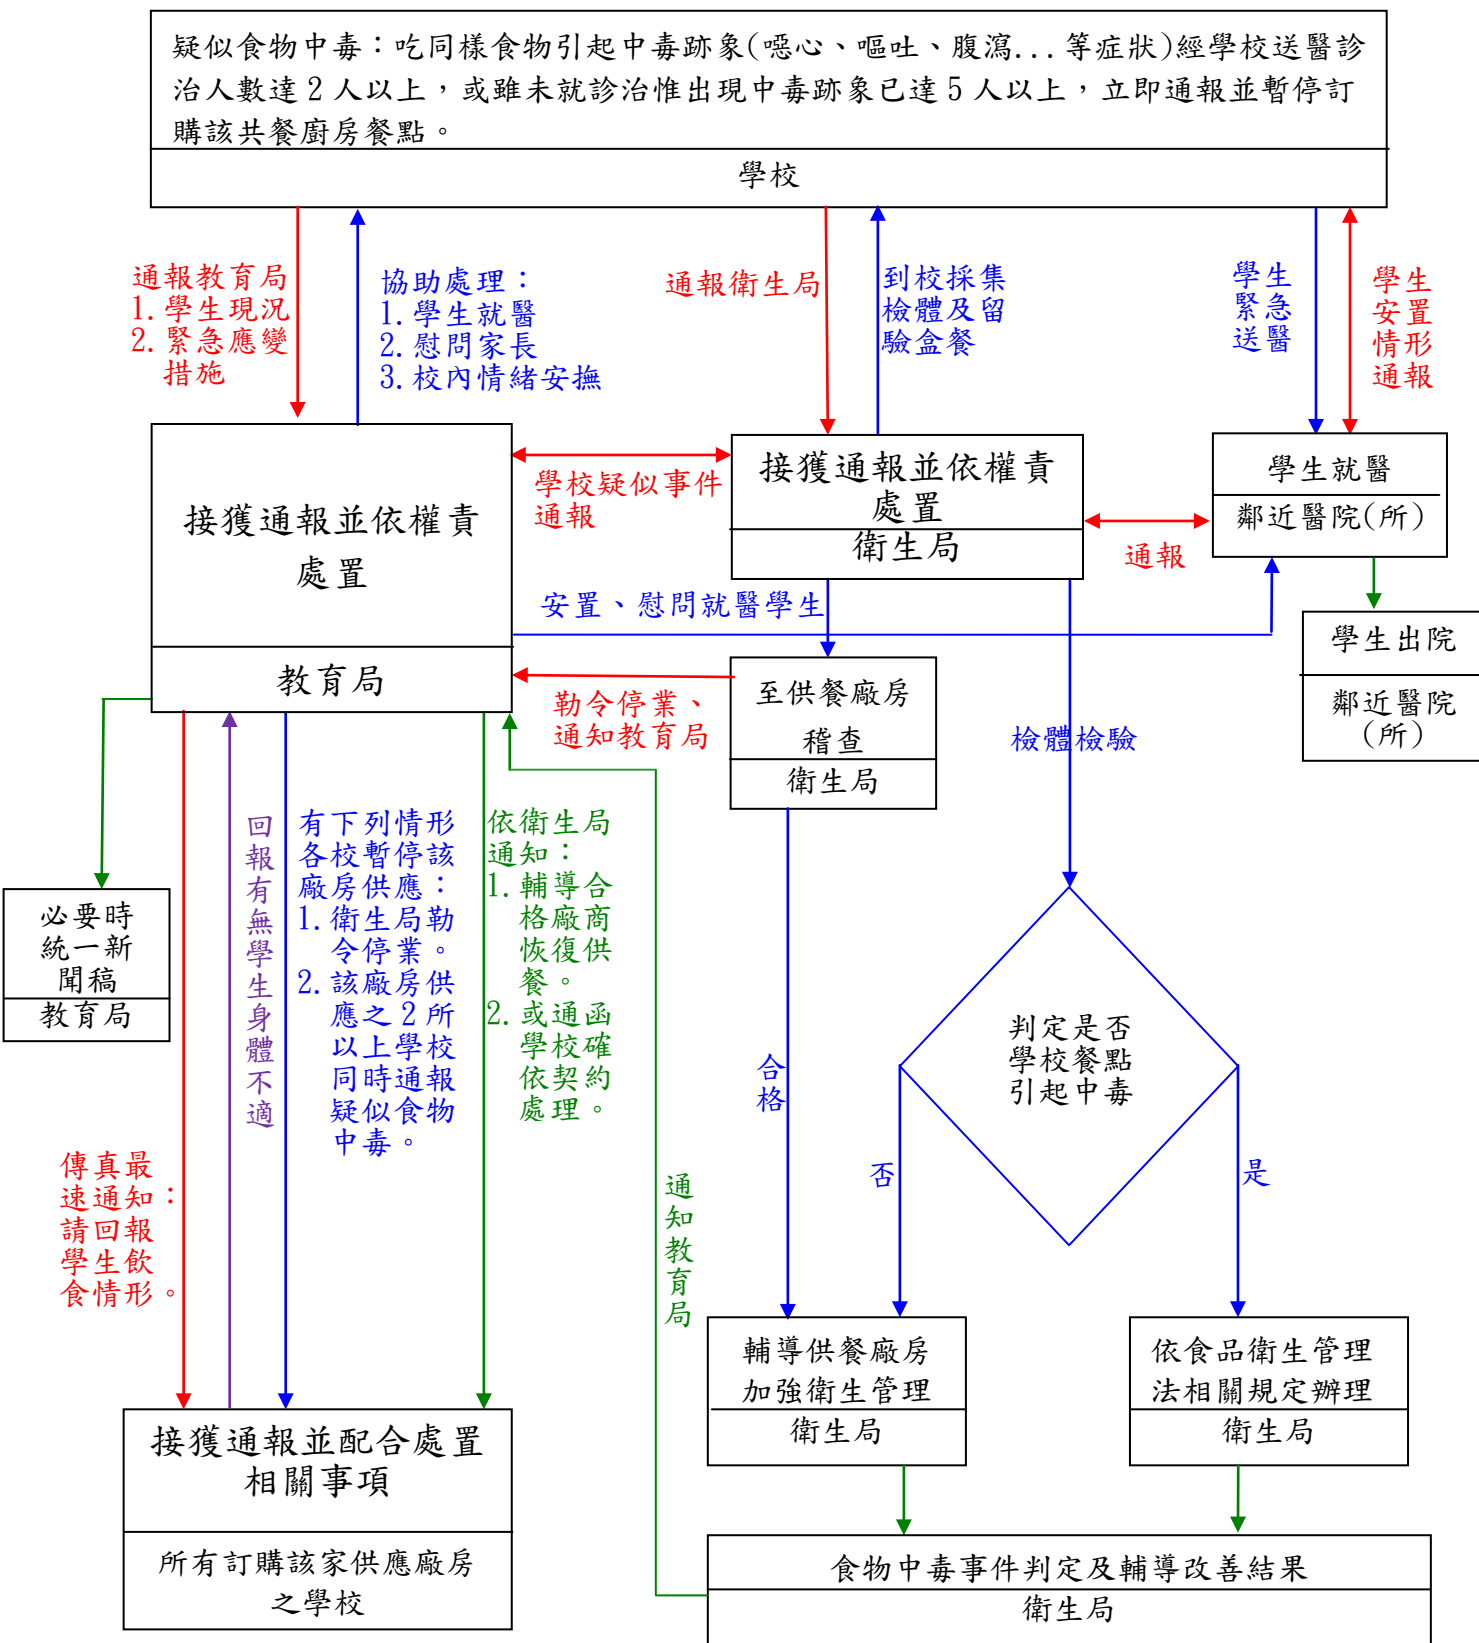 疑似食物中毒：吃同樣食物引起中毒跡象(噁心、嘔吐、腹瀉...等症狀)經學校送醫診
治人數達2人以上，或雖未就診治惟出現中毒跡象已達5人以上，立即通報並暫停訂
購該共餐廚房餐點。
學校
通報教育局
1.學生現況
2.緊急應變
措施
協助處理：
1.學生就醫
2.慰問家長
3.校內情緒安撫
通報衛生局
到校採集
檢體及留
驗盒餐
學生
緊急
送醫
學生
安置
情形
通報
接獲通報並依權責
處置
教育局
學校疑似事件
通報
接獲通報並依權責
處置
衛生局
通報
學生就醫
鄰近醫院(所)
安置、慰問就醫學生
學生出院
鄰近醫院
(所)
勒令停業、
通知教育局
至供餐廠房
稽查
衛生局
檢體檢驗
必要時
統一新
聞稿
教育局
回報有無學生身體不適
有下列情形
各校暫停該
廠房供應：
1.衛生局勒
令停業。
2.該廠房供
應之2所
以上學校
同時通報
疑似食物
中毒。
依衛生局
通知：
1.輔導合
格廠商
恢復供
餐。
2.或通函
學校確
依契約
處理。
合格
判定是否
學校餐點
引起中毒
否
是
傳真最
速通知：
請回報
學生飲
食情形。
通知教育局
輔導供餐廠房
加強衛生管理
衛生局
依食品衛生管理
法相關規定辦理
衛生局
接獲通報並配合處置
相關事項
所有訂購該家供應廠房
之學校
食物中毒事件判定及輔導改善結果
衛生局